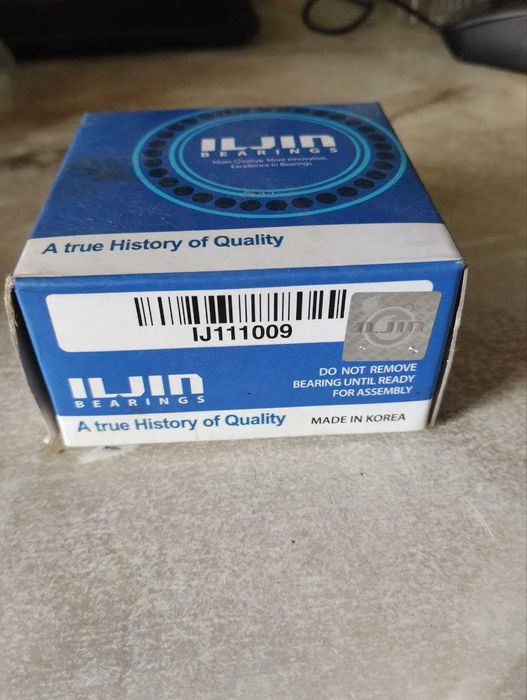 ILJIN
BEARINGS
More Creative, More Innovative,
Excellence in Bearings
A true History of Quality
IJ111009
ILJIN
DO NOT REMOVE
BEARING UNTIL READY
FOR ASSEMBLY
ILJIN
BEARINGS
A true History of Quality
MADE IN KOREA